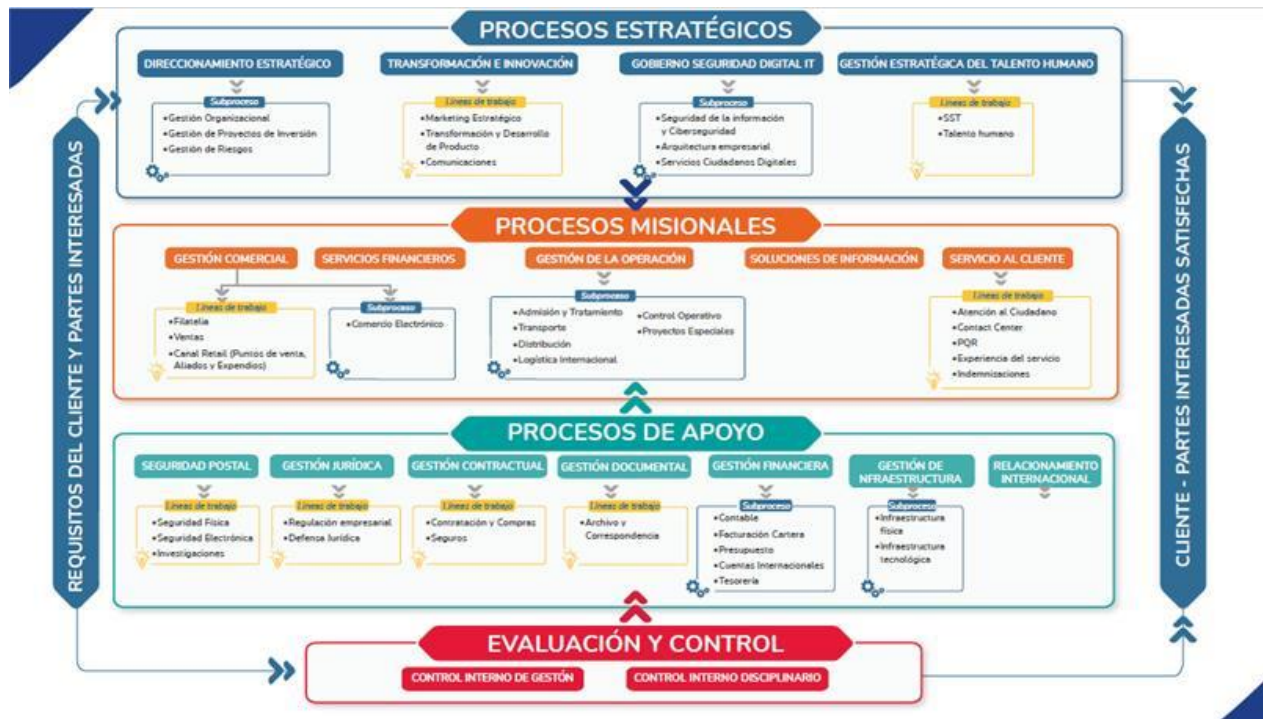 PROCESOS ESTRATÉGICOS
DIRECCIONAMIENTO ESTRATÉGICO
Subproceso
•Gestión Organizacional
•Gestión de Proyectos de Inversión
•Gestión de Riesgos
TRANSFORMACIÓN E INNOVACIÓN
Líneas de trabajo
•Marketing Estratégico
•Transformación y Desarrollo
de Producto
•Comunicaciones
GOBIERNO SEGURIDAD DIGITAL IT
Subproceso
•Seguridad de la información
y Ciberseguridad
•Arquitectura empresarial
•Servicios Ciudadanos Digitales
GESTIÓN ESTRATÉGICA DEL TALENTO HUMANO
Líneas de trabajo
•SST
•Talento humano
REQUISITOS DEL CLIENTE Y PARTES INTERESADAS
PROCESOS MISIONALES
GESTIÓN COMERCIAL
Líneas de trabajo
•Filatelia
•Ventas
•Canal Retail (Puntos de venta,
Aliados y Expendios)
SERVICIOS FINANCIEROS
Subproceso
•Comercio Electrónico
GESTIÓN DE LA OPERACIÓN
Subproceso
•Admisión y Tratamiento
•Transporte
•Distribución
•Logística Internacional
•Control Operativo
•Proyectos Especiales
SOLUCIONES DE INFORMACIÓN
SERVICIO AL CLIENTE
Líneas de trabajo
•Atención al Ciudadano
•Contact Center
•PQR
•Experiencia del servicio
•Indemnizaciones
CLIENTE - PARTES INTERESADAS SATISFECHAS
PROCESOS DE APOYO
SEGURIDAD POSTAL
Líneas de trabajo
•Seguridad Física
•Seguridad Electrónica
•Investigaciones
GESTIÓN JURÍDICA
Líneas de trabajo
•Regulación empresarial
•Defensa Jurídica
GESTIÓN CONTRACTUAL
Líneas de trabajo
•Contratación y Compras
•Seguros
GESTIÓN DOCUMENTAL
Líneas de trabajo
•Archivo y
Correspondencia
GESTIÓN FINANCIERA
Subproceso
•Contable
•Facturación Cartera
•Presupuesto
•Cuentas Internacionales
•Tesorería
GESTIÓN DE
NFRAESTRUCTURA
Subproceso
•Infraestructura
física
•Infraestructura
tecnológica
RELACIONAMIENTO
INTERNACIONAL
EVALUACIÓN Y CONTROL
CONTROL INTERNO DE GESTÓN
CONTROL INTERNO DISCIPLINARIO